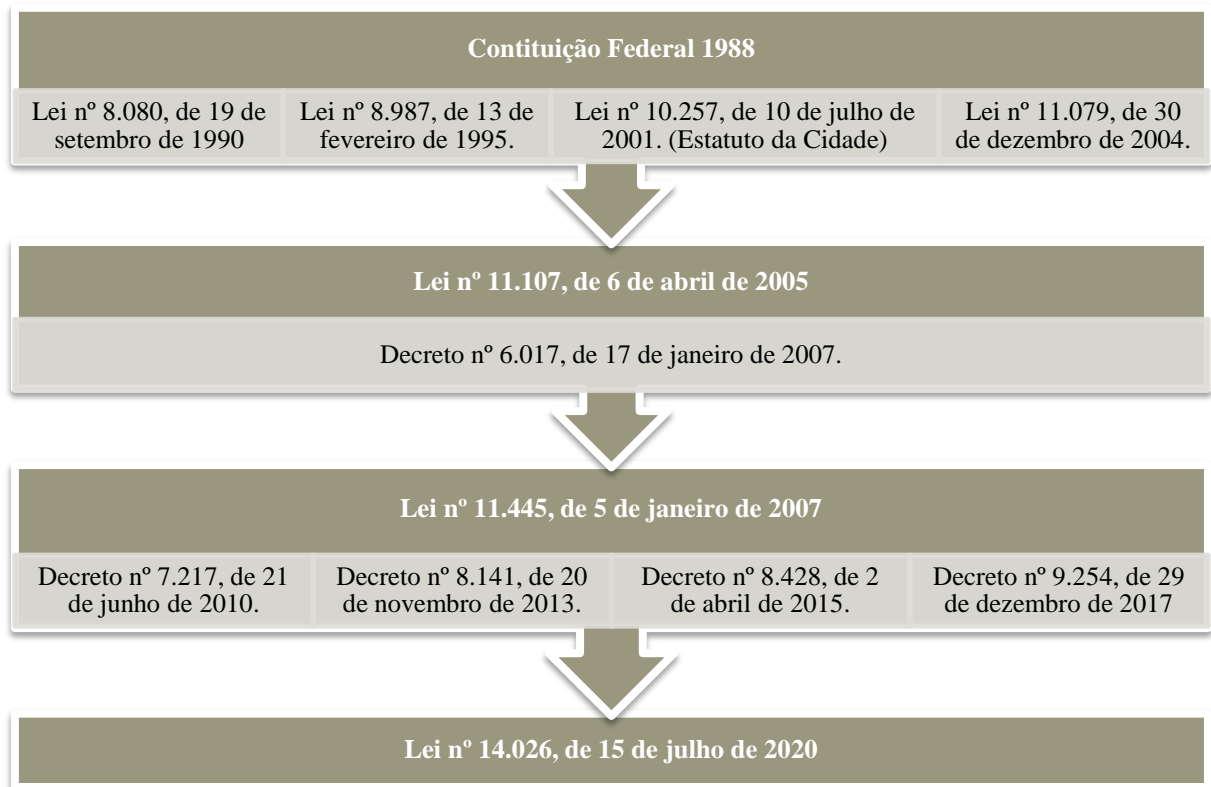 Contituição Federal 1988
Lei nº 8.080, de 19 de
setembro de 1990
Lei nº 8.987, de 13 de
fevereiro de 1995.
Lei nº 10.257, de 10 de julho de
2001. (Estatuto da Cidade)
Lei nº 11.079, de 30
de dezembro de 2004.
Lei nº 11.107, de 6 de abril de 2005
Decreto nº 6.017, de 17 de janeiro de 2007.
Lei nº 11.445, de 5 de janeiro de 2007
Decreto nº 7.217, de 21
de junho de 2010.
Decreto nº 8.141, de 20
de novembro de 2013.
Decreto nº 8.428, de 2
de abril de 2015.
Decreto nº 9.254, de 29
de dezembro de 2017
Lei nº 14.026, de 15 de julho de 2020